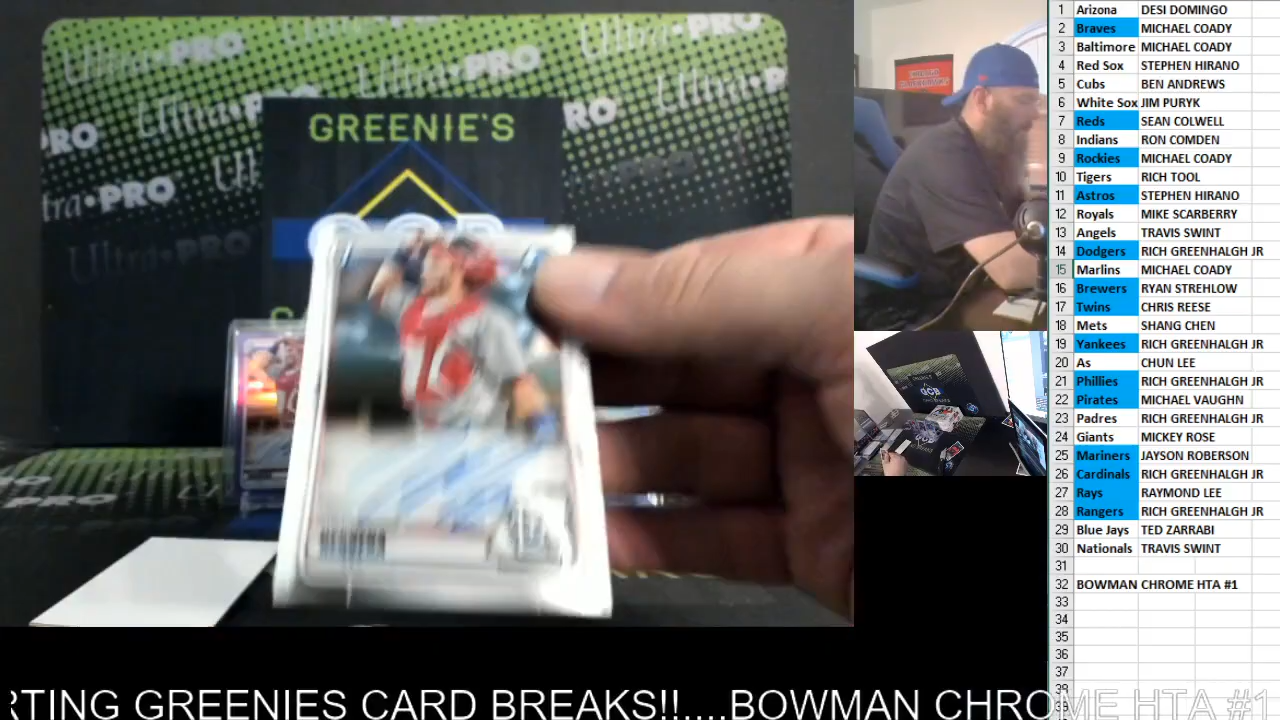 GREENIE'S
GCB
Ultra•PRO
PRO
tra•PRO
1 Arizona DESI DOMINGO
2 Braves MICHAEL COADY
3 Baltimore MICHAEL COADY
4 Red Sox STEPHEN HIRANO
5 Cubs BEN ANDREWS
6 White Sox JIM PURYK
7 Reds SEAN COLWELL
8 Indians RON COMDEN
9 Rockies MICHAEL COADY
10 Tigers RICH TOOL
11 Astros STEPHEN HIRANO
12 Royals MIKE SCARBERRY
13 Angels TRAVIS SWINT
14 Dodgers RICH GREENHALGH JR
15 Marlins MICHAEL COADY
16 Brewers RYAN STREHLOW
17 Twins CHRIS REESE
18 Mets SHANG CHEN
19 Yankees RICH GREENHALGH JR
20 As CHUN LEE
21 Phillies RICH GREENHALGH JR
22 Pirates MICHAEL VAUGHN
23 Padres RICH GREENHALGH JR
24 Giants MICKEY ROSE
25 Mariners JAYSON ROBERSON
26 Cardinals RICH GREENHALGH JR
27 Rays RAYMOND LEE
28 Rangers RICH GREENHALGH JR
29 Blue Jays TED ZARRABI
30 Nationals TRAVIS SWINT
31
32 BOWMAN CHROME HTA #1
33
34
35
36
37
38
39
RTING GREENIES CARD BREAKS!!....BOWMAN CHROME HTA #1